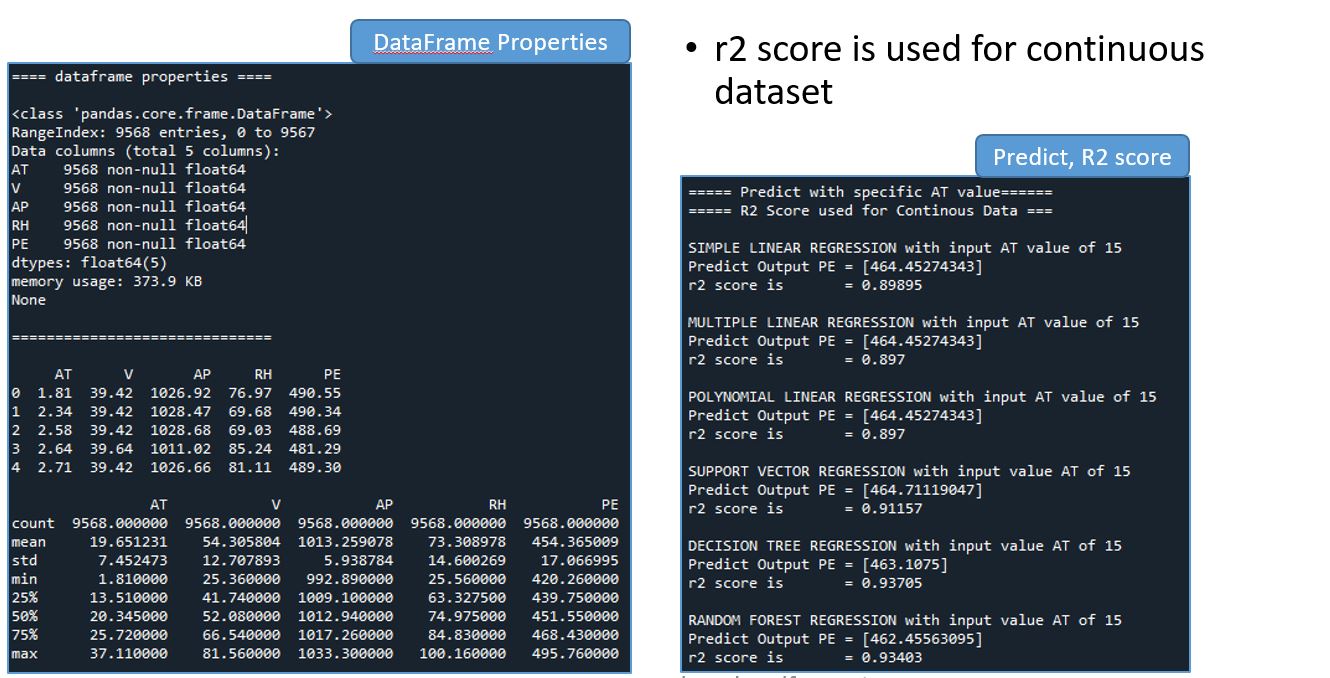 DataFrame Properties
==== dataframe properties ====
<class 'pandas.core.frame.DataFrame'>
RangeIndex: 9568 entries, 0 to 9567
Data columns (total 5 columns):
AT    9568 non-null float64
V     9568 non-null float64
AP    9568 non-null float64
RH    9568 non-null float64
PE    9568 non-null float64
dtypes: float64(5)
memory usage: 373.9 KB
None
==============================
     AT      V       AP     RH      PE
0  1.81  39.42  1026.92  76.97  490.55
1  2.34  39.42  1028.47  69.68  490.34
2  2.58  39.42  1028.68  69.03  488.69
3  2.64  39.64  1011.02  85.24  481.29
4  2.71  39.42  1026.66  81.11  489.30
                AT            V           AP           RH           PE
count  9568.000000  9568.000000  9568.000000  9568.000000  9568.000000
mean     19.651231    54.305804  1013.259078    73.308978   454.365009
std       7.452473    12.707893     5.938784    14.600269    17.066995
min       1.810000    25.360000   992.890000    25.560000   420.260000
25%      13.510000    41.740000  1009.100000    63.327500   439.750000
50%      20.345000    52.080000  1012.940000    74.975000   451.550000
75%      25.720000    66.540000  1017.260000    84.830000   468.430000
max      37.110000    81.560000  1033.300000   100.160000   495.760000
• r2 score is used for continuous
dataset
Predict, R2 score
===== Predict with specific AT value======
===== R2 Score used for Continous Data ===
SIMPLE LINEAR REGRESSION with input AT value of 15
Predict Output PE = [464.45274343]
r2 score is       = 0.89895
MULTIPLE LINEAR REGRESSION with input AT value of 15
Predict Output PE = [464.45274343]
r2 score is       = 0.897
POLYNOMIAL LINEAR REGRESSION with input AT value of 15
Predict Output PE = [464.45274343]
r2 score is       = 0.897
SUPPORT VECTOR REGRESSION with input value AT of 15
Predict Output PE = [464.71119047]
r2 score is       = 0.91157
DECISION TREE REGRESSION with input value AT of 15
Predict Output PE = [463.1075]
r2 score is       = 0.93705
RANDOM FOREST REGRESSION with input value AT of 15
Predict Output PE = [462.45563095]
r2 score is       = 0.93403